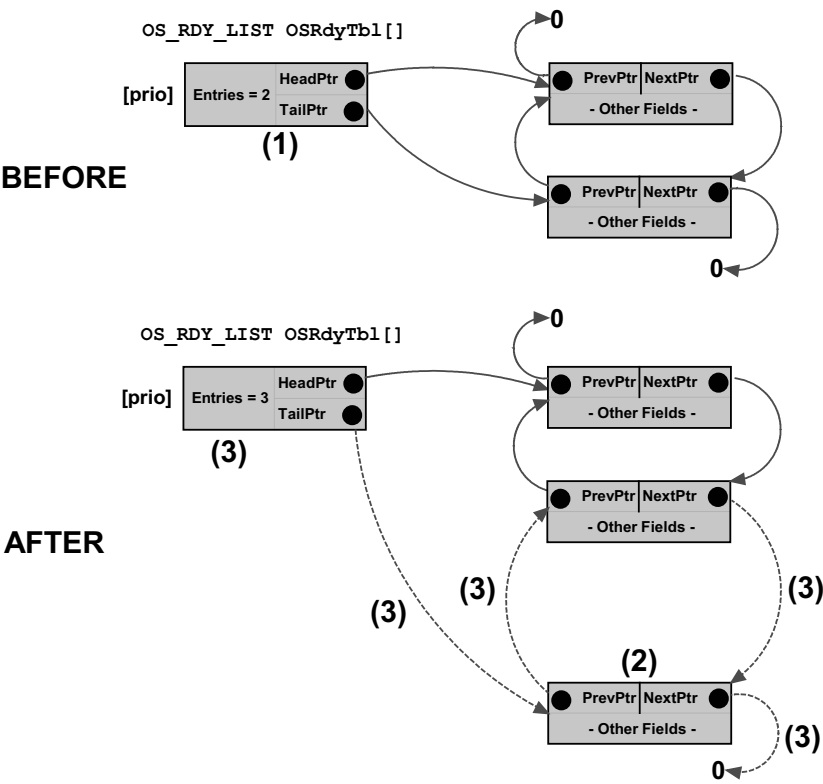 OS_RDY_LIST OSRdyTbl[]
0
[prio]
Entries = 2
HeadPtr
TailPtr
(1)
PrevPtr NextPtr
- Other Fields -
BEFORE
PrevPtr NextPtr
- Other Fields -
0
OS_RDY_LIST OSRdyTbl[]
0
[prio]
Entries = 3
HeadPtr
TailPtr
(3)
PrevPtr NextPtr
- Other Fields -
PrevPtr NextPtr
- Other Fields -
AFTER
(3)
(3)
(3)
(2)
PrevPtr NextPtr
- Other Fields -
(3)
0